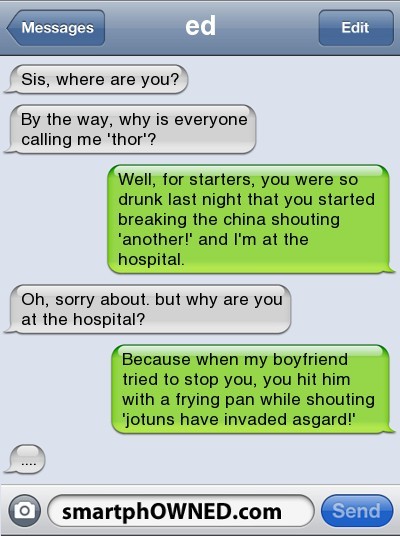 Messages
ed
Edit
Sis, where are you?
By the way, why is everyone
calling me 'thor'?
Well, for starters, you were so
drunk last night that you started
breaking the china shouting
'another!' and I'm at the
hospital.
Oh, sorry about. but why are you
at the hospital?
Because when my boyfriend
tried to stop you, you hit him
with a frying pan while shouting
'jotuns have invaded asgard!'
....
smartphOWNED.com
Send